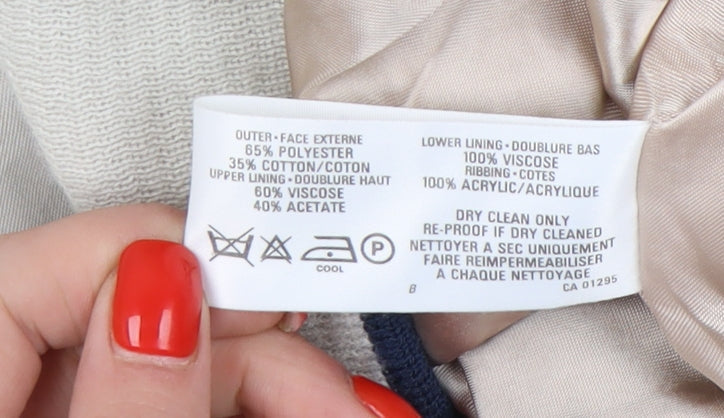 OUTER·FACE EXTERNE
65% POLYESTER
35% COTTON/COTON
UPPER LINING·DOUBLURE HAUT
60% VISCOSE
40% ACETATE
COOL
P
LOWER LINING·DOUBLURE BAS
100% VISCOSE
RIBBING·COTES
100% ACRYLIC/ACRYLIQUE
DRY CLEAN ONLY
RE-PROOF IF DRY CLEANED
NETTOYER A SEC UNIQUEMENT
FAIRE REIMPERMEABILISER
A CHAQUE NETTOYAGE
B CA 01295